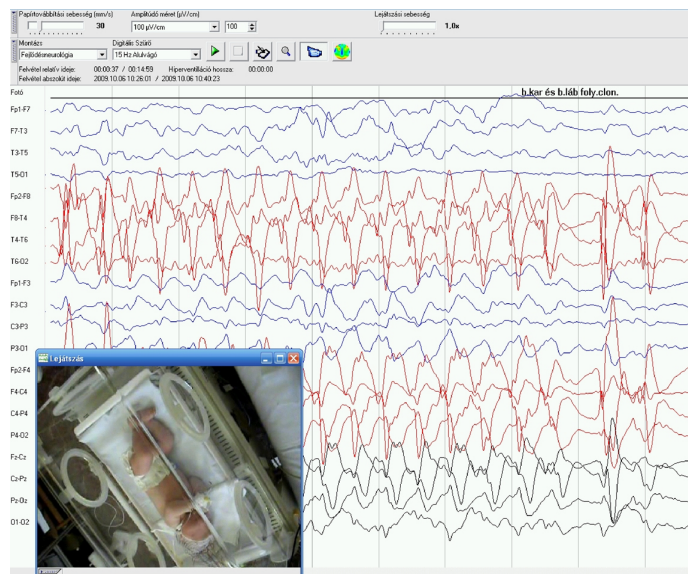 Papírtovábbítási sebesség (mm/s)
Amplitúdó méret (µV/cm)
Lejátszási sebesség
30
100 µV/cm
100
1,0x
Montázs
Digitális Szűrő
Fejlődésneurológia
15 Hz Aluvágó
Felvétel relatív ideje: 00:00:37 / 00:14:59 Hiperventilláció hossza: 00:00:00
Felvétel abszolút ideje: 2009.10.06 10:26:01 / 2009.10.06 10:40:23
Fotó
b.kar és b.láb foly.clon.
Fp1-F7
F7-T3
T3-T5
T5-O1
Fp2-F8
F8-T4
T4-T6
T6-O2
Fp1-F3
F3-C3
C3-P3
P3-O1
Lejátszás
Fp2-F4
F4-C4
C4-P4
P4-O2
Fz-Cz
Cz-Pz
Pz-Oz
O1-O2